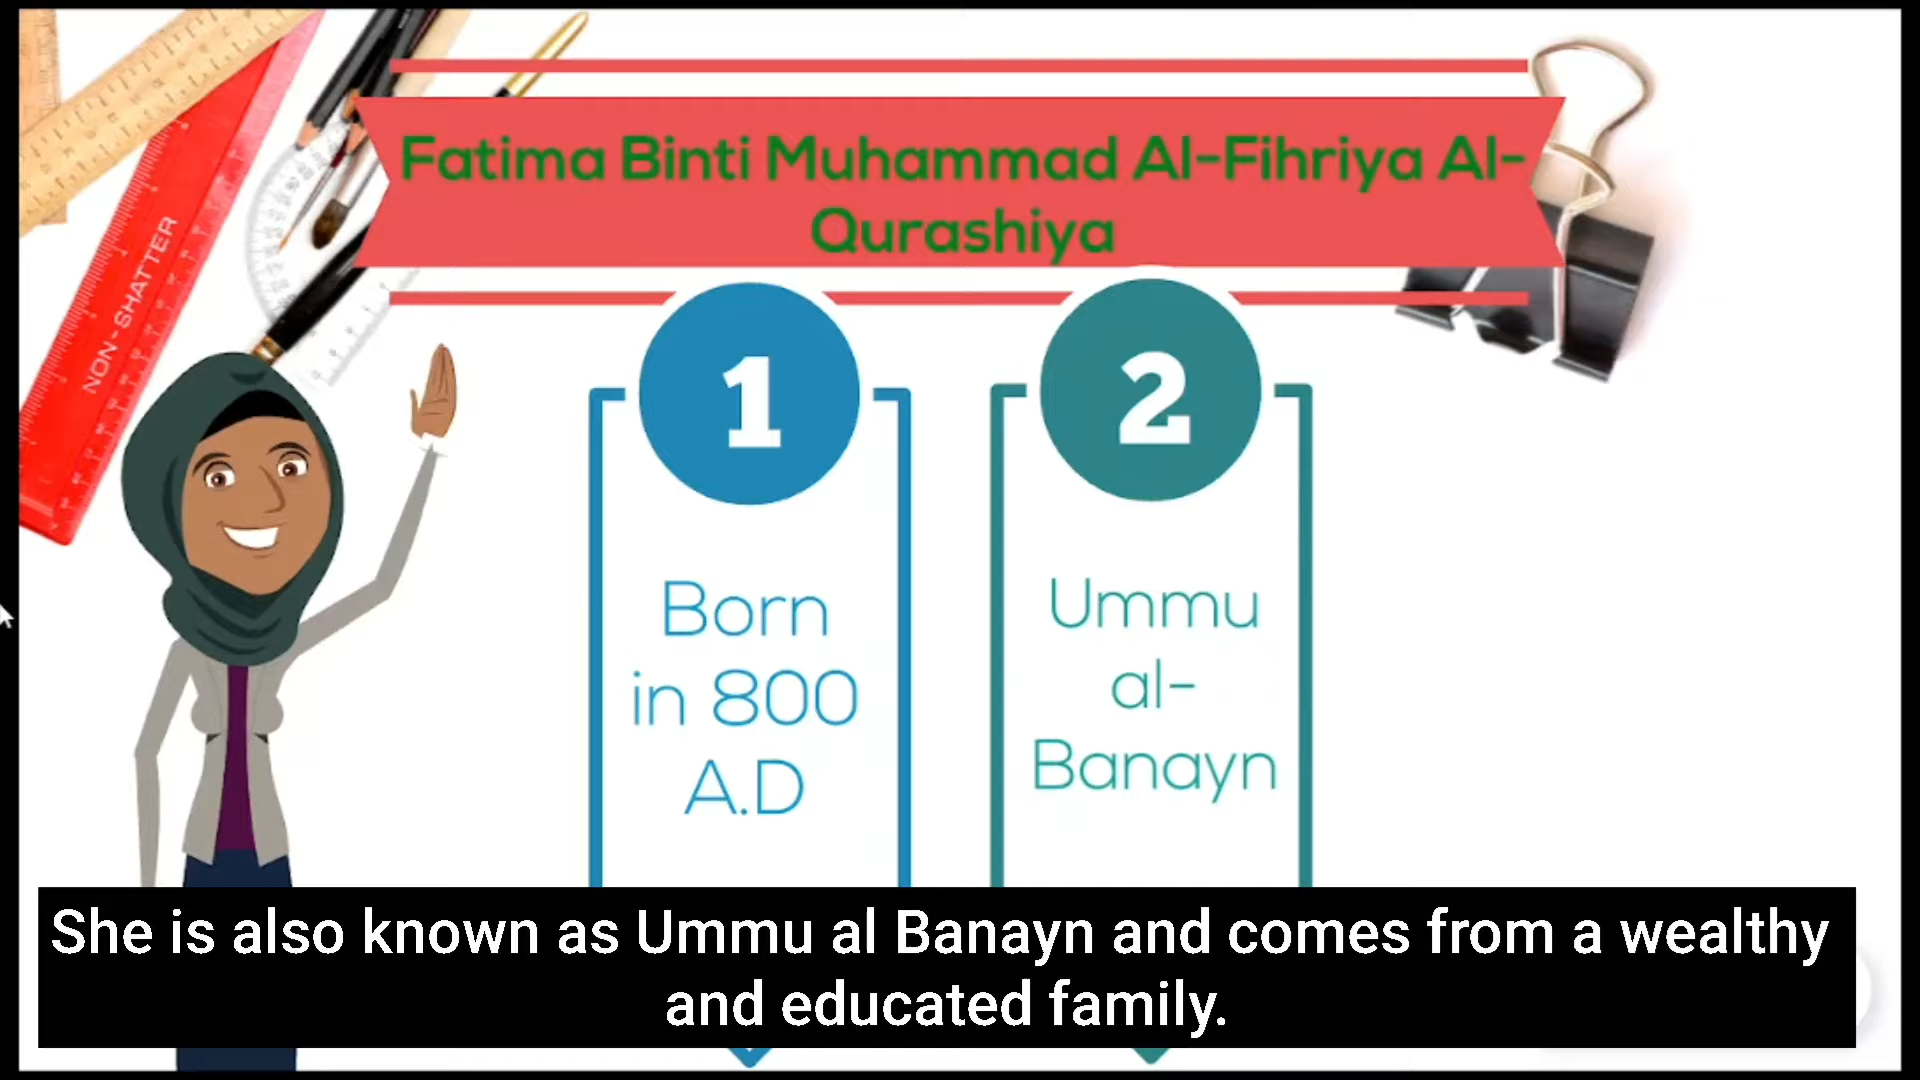 NON-SHATTER
Fatima Binti Muhammad Al-Fihriya Al-
Qurashiya
1
2
Born
in 800
A.D
Ummu
al-
Banayn
She is also known as Ummu al Banayn and comes from a wealthy
and educated family.